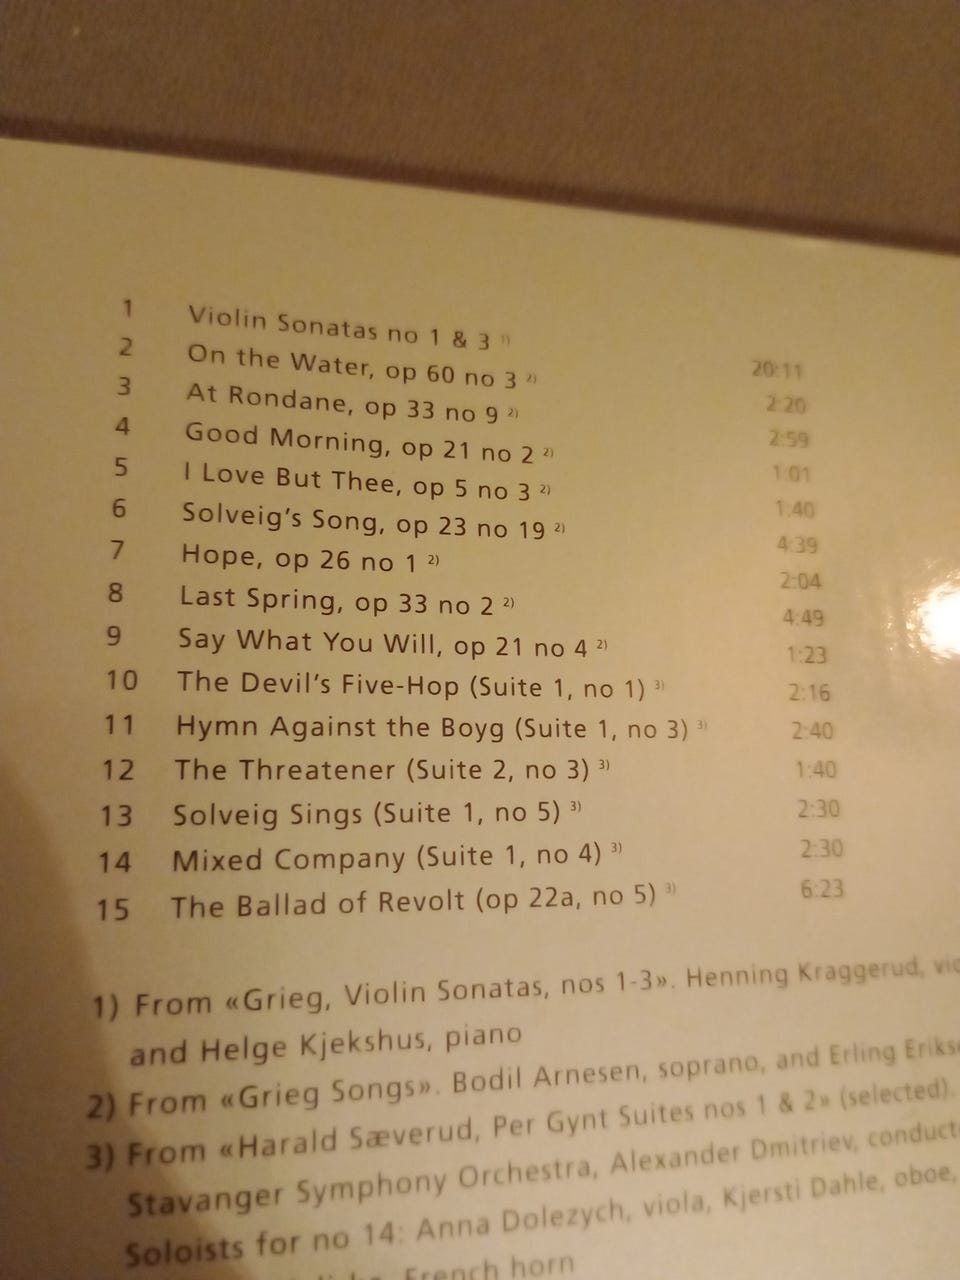 1 Violin Sonatas no 1 & 3 1) 20:11
2 On the Water, op 60 no 3 2) 2:20
3 At Rondane, op 33 no 9 2) 2:59
4 Good Morning, op 21 no 2 2) 1:01
5 I Love But Thee, op 5 no 3 2) 1:40
6 Solveig's Song, op 23 no 19 2) 4:39
7 Hope, op 26 no 1 2) 2:04
8 Last Spring, op 33 no 2 2) 4:49
9 Say What You Will, op 21 no 4 2) 1:23
10 The Devil's Five-Hop (Suite 1, no 1) 3) 2:16
11 Hymn Against the Boyg (Suite 1, no 3) 3) 2:40
12 The Threatener (Suite 2, no 3) 3) 1:40
13 Solveig Sings (Suite 1, no 5) 3) 2:30
14 Mixed Company (Suite 1, no 4) 3) 2:30
15 The Ballad of Revolt (op 22a, no 5) 3) 6:23
1) From «Grieg, Violin Sonatas, nos 1-3». Henning Kraggerud,
and Helge Kjekshus, piano
2) From «Grieg Songs». Bodil Arnesen, soprano, and Erling
3) From «Harald Sæverud, Per Gynt Suites nos 1 & 2» (selected).
Stavanger Symphony Orchestra, Alexander Dmitriev,
Soloists for no 14: Anna Dolezych, viola, Kjersti Dahle, oboe,
French horn